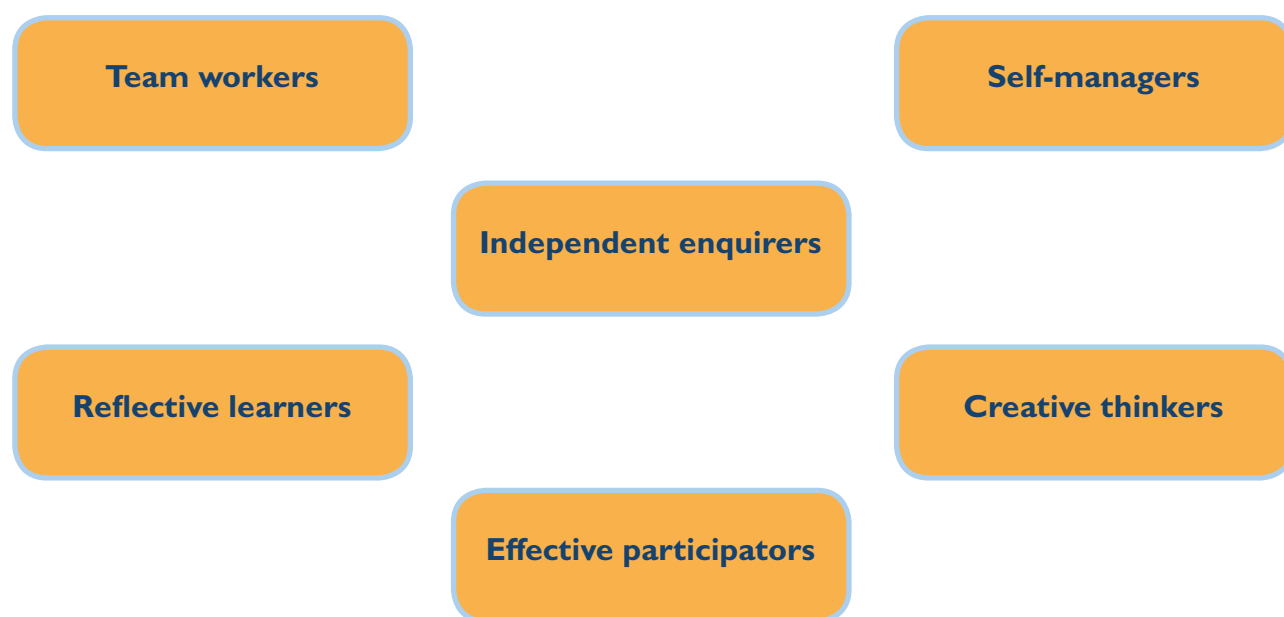 Team workers
Self-managers
Independent enquirers
Reflective learners
Creative thinkers
Effective participators